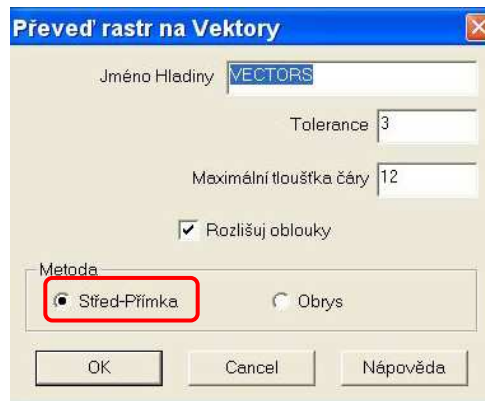 Převeď rastr na Vektory
Jméno Hladiny VECTORS
Tolerance 3
Maximální tloušťka čáry 12
Rozlišuj oblouky
Metoda
Střed-Přímka Obrys
OK Cancel Nápověda